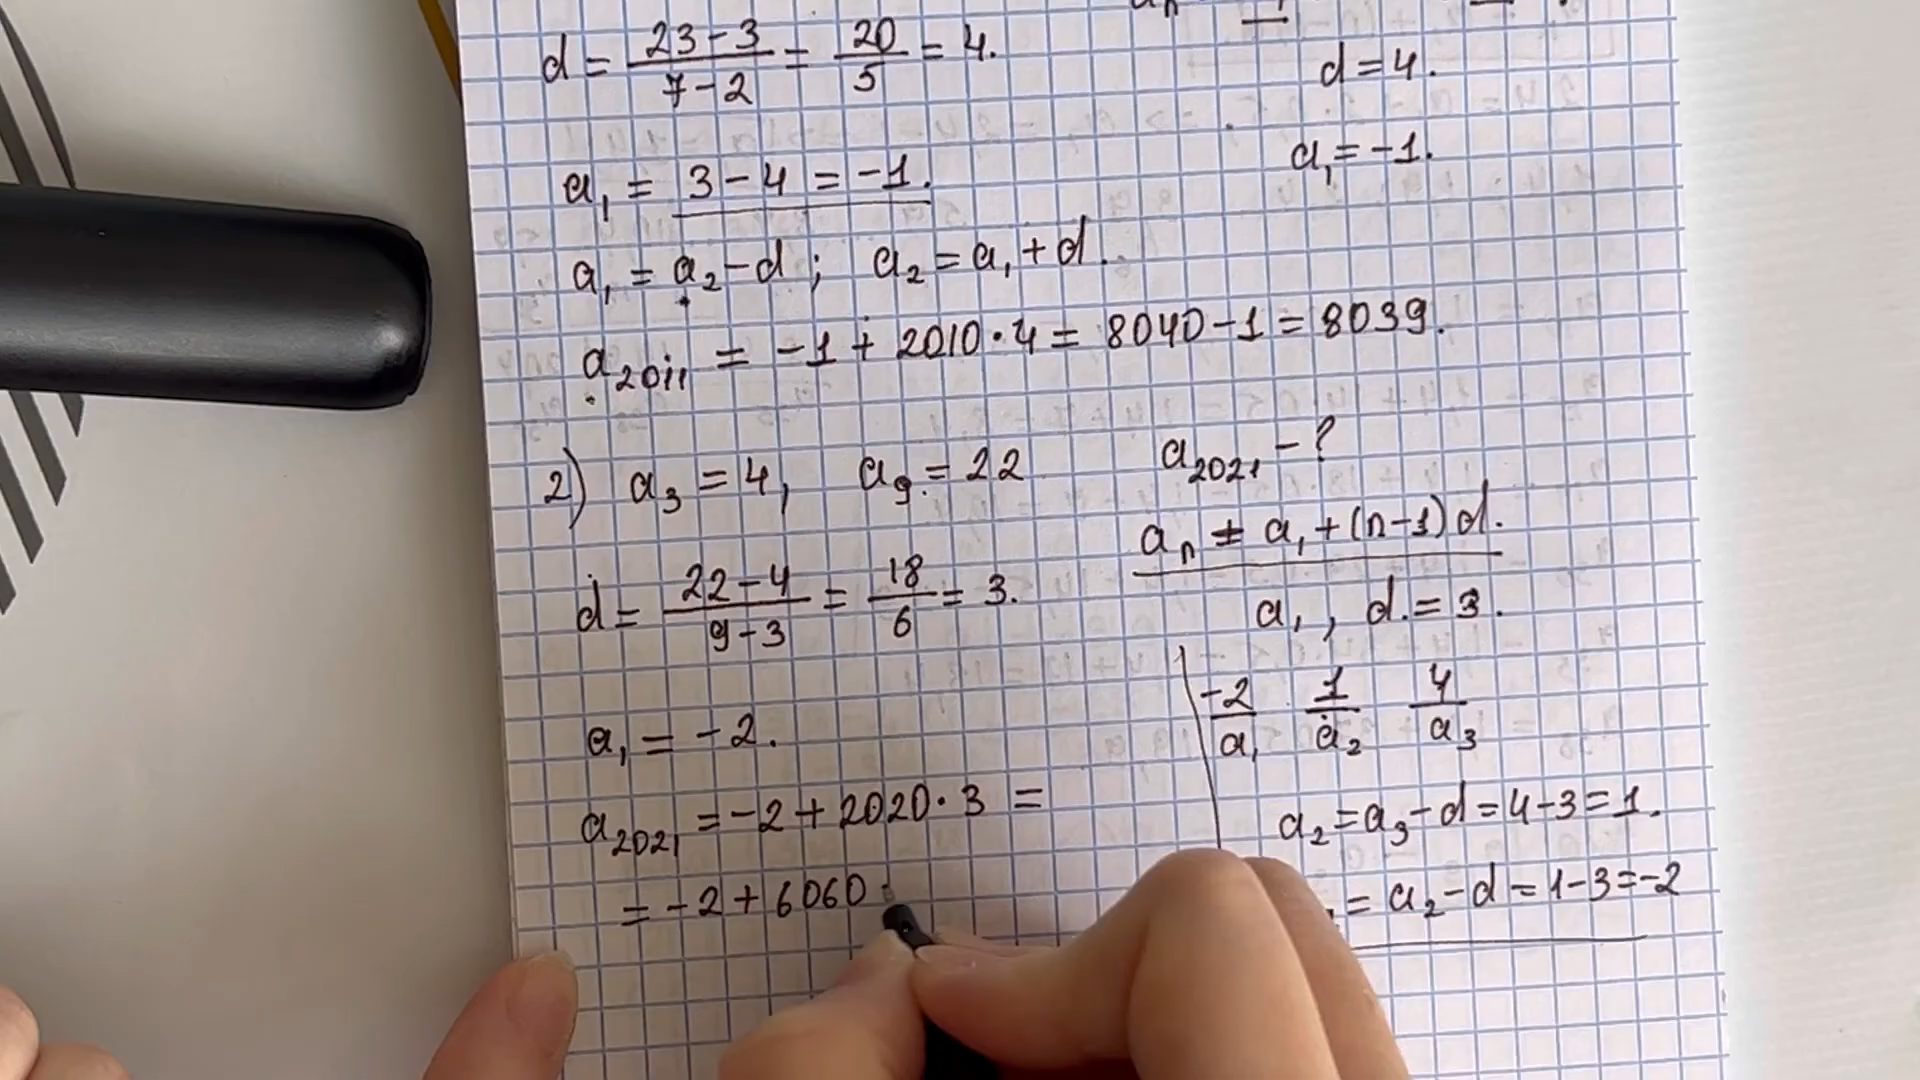 d = (23-3)/(7-2) = 20/5 = 4.
d = 4.
a₁ = 3 - 4 = -1.
a₁ = -1.
a₁ = a₂ - d ; a₂ = a₁ + d.
a₂₀₁₁ = -1 + 2010·4 = 8040 - 1 = 8039.
2) a₃ = 4, a₉ = 22 a₂₀₂₁ - ?
aₙ = a₁ + (n-1)d.
d = (22-4)/(9-3) = 18/6 = 3.
a₁, d = 3.
-2/a₁ 1/a₂ 4/a₃
a₁ = -2.
a₂₀₂₁ = -2 + 2020·3 =
= -2 + 6060
a₂ = a₃ - d = 4 - 3 = 1.
= a₂ - d = 1 - 3 = -2